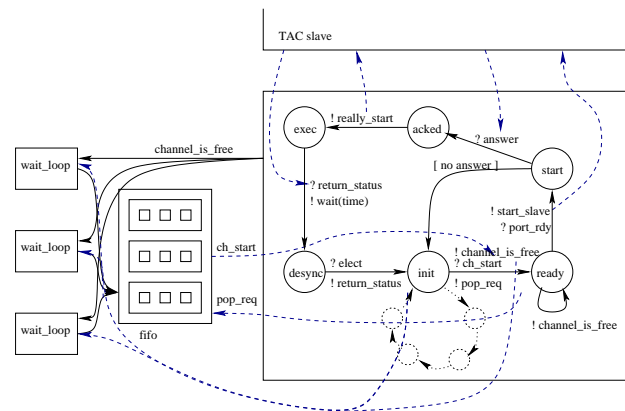 TAC slave
exec
! really_start
acked
? answer
channel_is_free
[ no answer ]
start
wait_loop
? return_status
! wait(time)
! start_slave
? port_rdy
wait_loop
ch_start
desync
? elect
! return_status
init
! channel_is_free
? ch_start
! pop_req
ready
pop_req
wait_loop
fifo
! channel_is_free